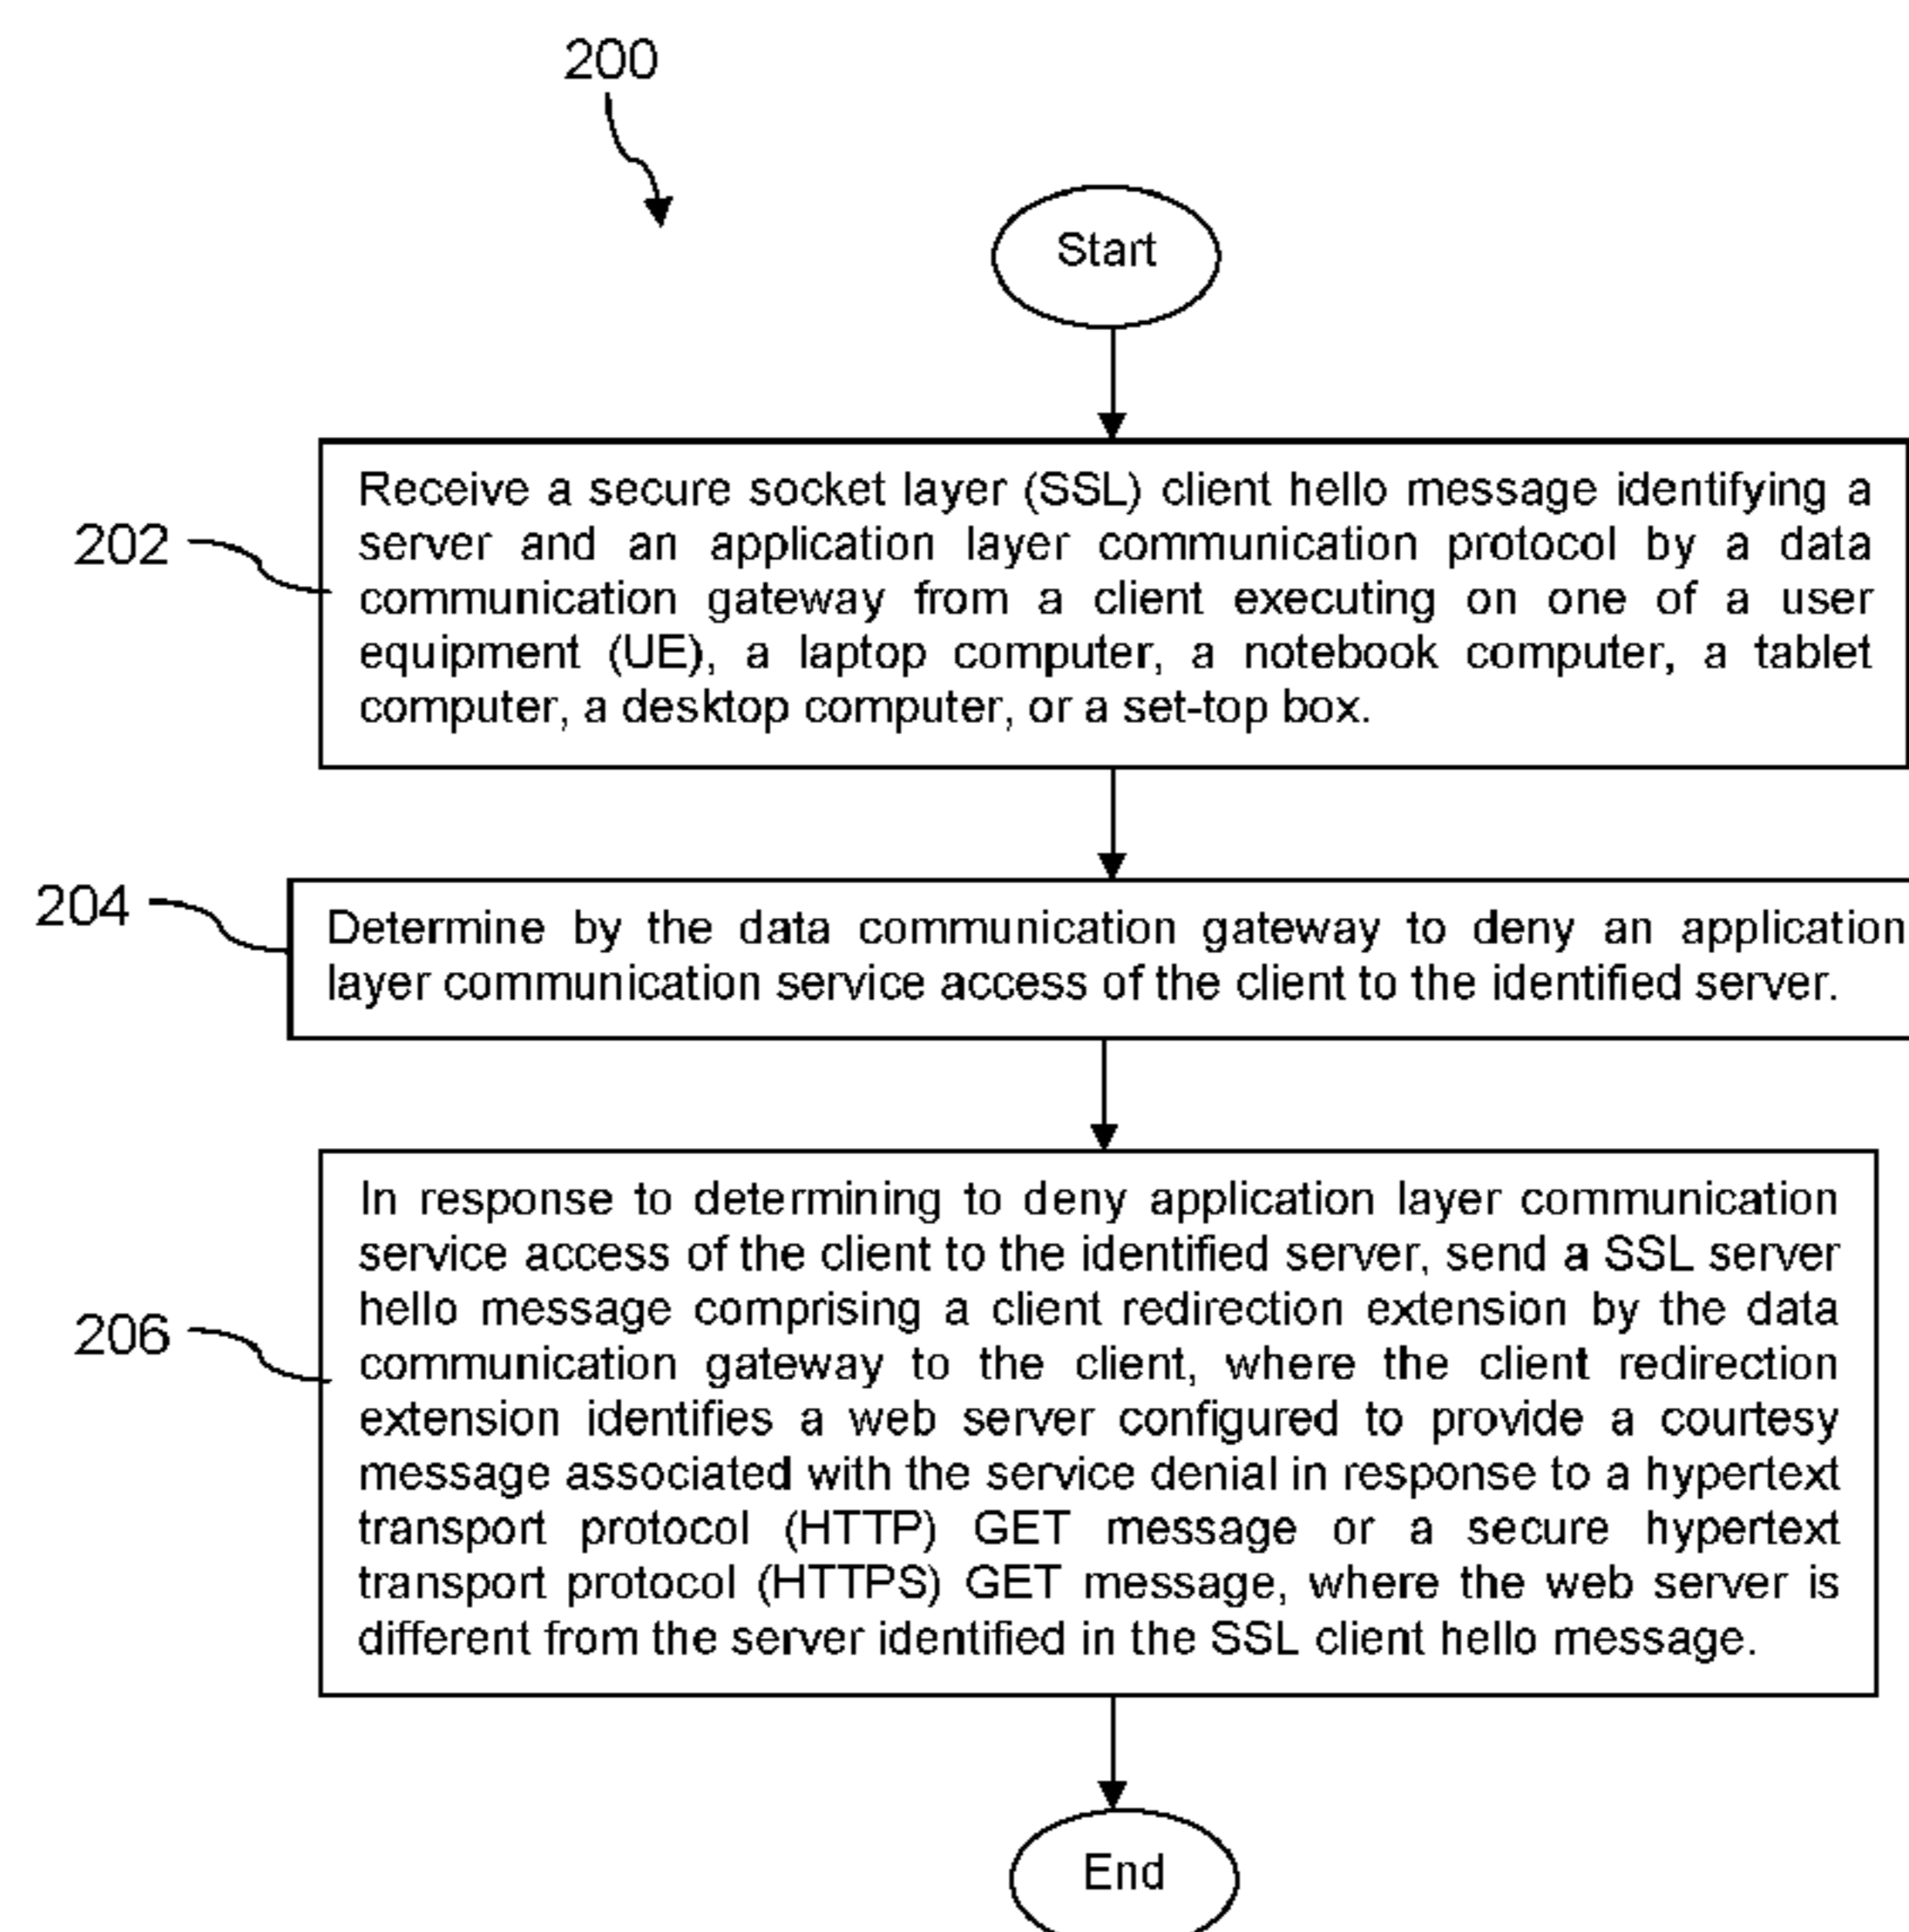 200
Start
202
Receive a secure socket layer (SSL) client hello message identifying a
server and an application layer communication protocol by a data
communication gateway from a client executing on one of a user
equipment (UE), a laptop computer, a notebook computer, a tablet
computer, a desktop computer, or a set-top box.
204
Determine by the data communication gateway to deny an application
layer communication service access of the client to the identified server.
206
In response to determining to deny application layer communication
service access of the client to the identified server, send a SSL server
hello message comprising a client redirection extension by the data
communication gateway to the client, where the client redirection
extension identifies a web server configured to provide a courtesy
message associated with the service denial in response to a hypertext
transport protocol (HTTP) GET message or a secure hypertext
transport protocol (HTTPS) GET message, where the web server is
different from the server identified in the SSL client hello message.
End